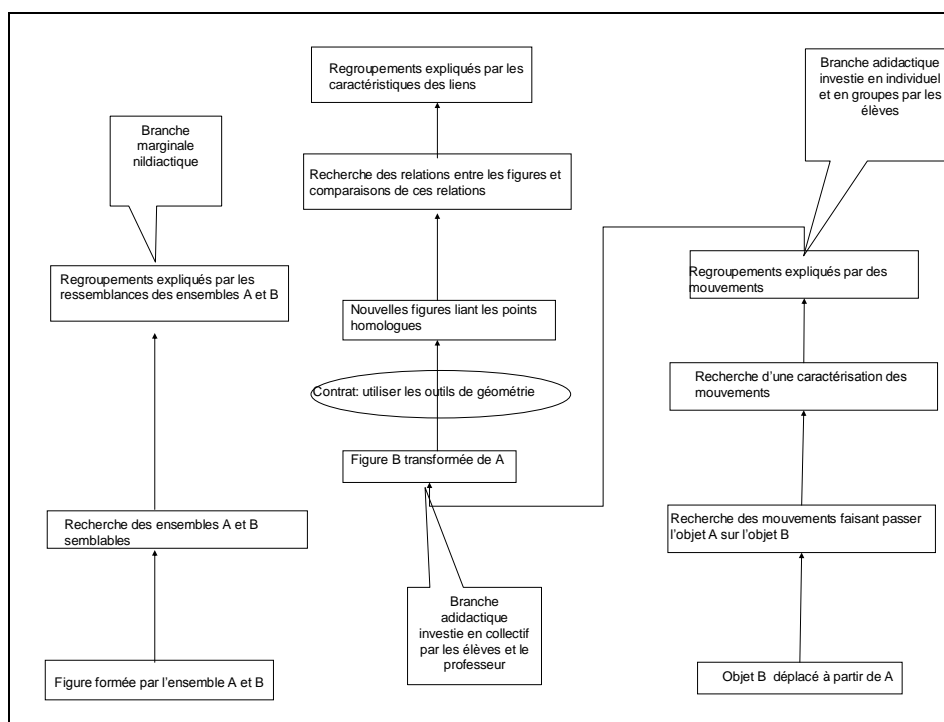 Branche
marginale
nildiactique
Regroupements expliqués par les
ressemblances des ensembles A et B
Recherche des ensembles A et B
semblables
Figure formée par l'ensemble A et B
Regroupements expliqués par les
caractéristiques des liens
Recherche des relations entre les figures et
comparaisons de ces relations
Nouvelles figures liant les points
homologues
Contrat: utiliser les outils de géométrie
Figure B transformée de A
Branche
adidactique
investie en collectif
par les élèves et le
professeur
Branche adidactique
investie en individuel
et en groupes par les
élèves
Regroupements expliqués par des
mouvements
Recherche d'une caractérisation des
mouvements
Recherche des mouvements faisant passer
l'objet A sur l'objet B
Objet B déplacé à partir de A